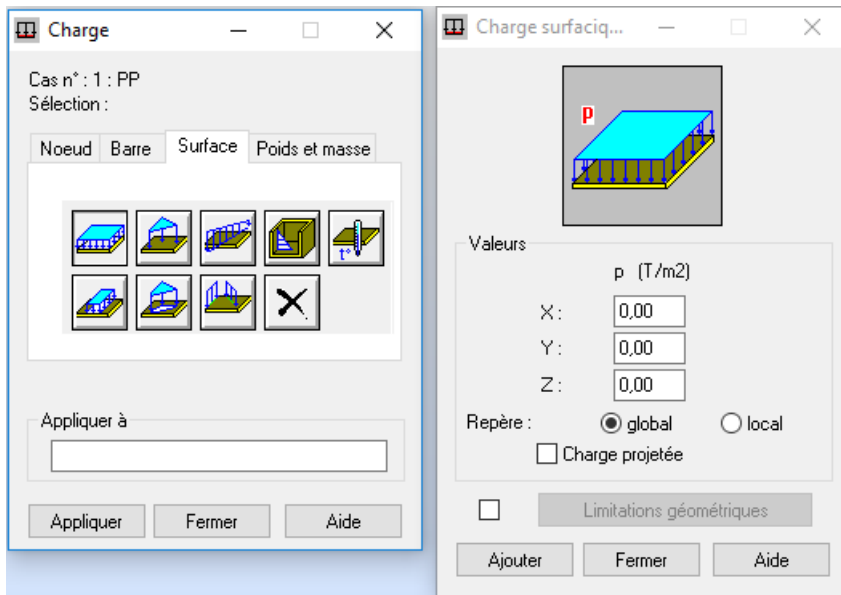 Charge
Cas n° : 1 : PP
Sélection :
Noeud Barre Surface Poids et masse
t°
Appliquer à
Appliquer Fermer Aide
Charge surfaciq...
p
Valeurs
p (T/m2)
X : 0,00
Y : 0,00
Z : 0,00
Repère : global local
Charge projetée
Limitations géométriques
Ajouter Fermer Aide